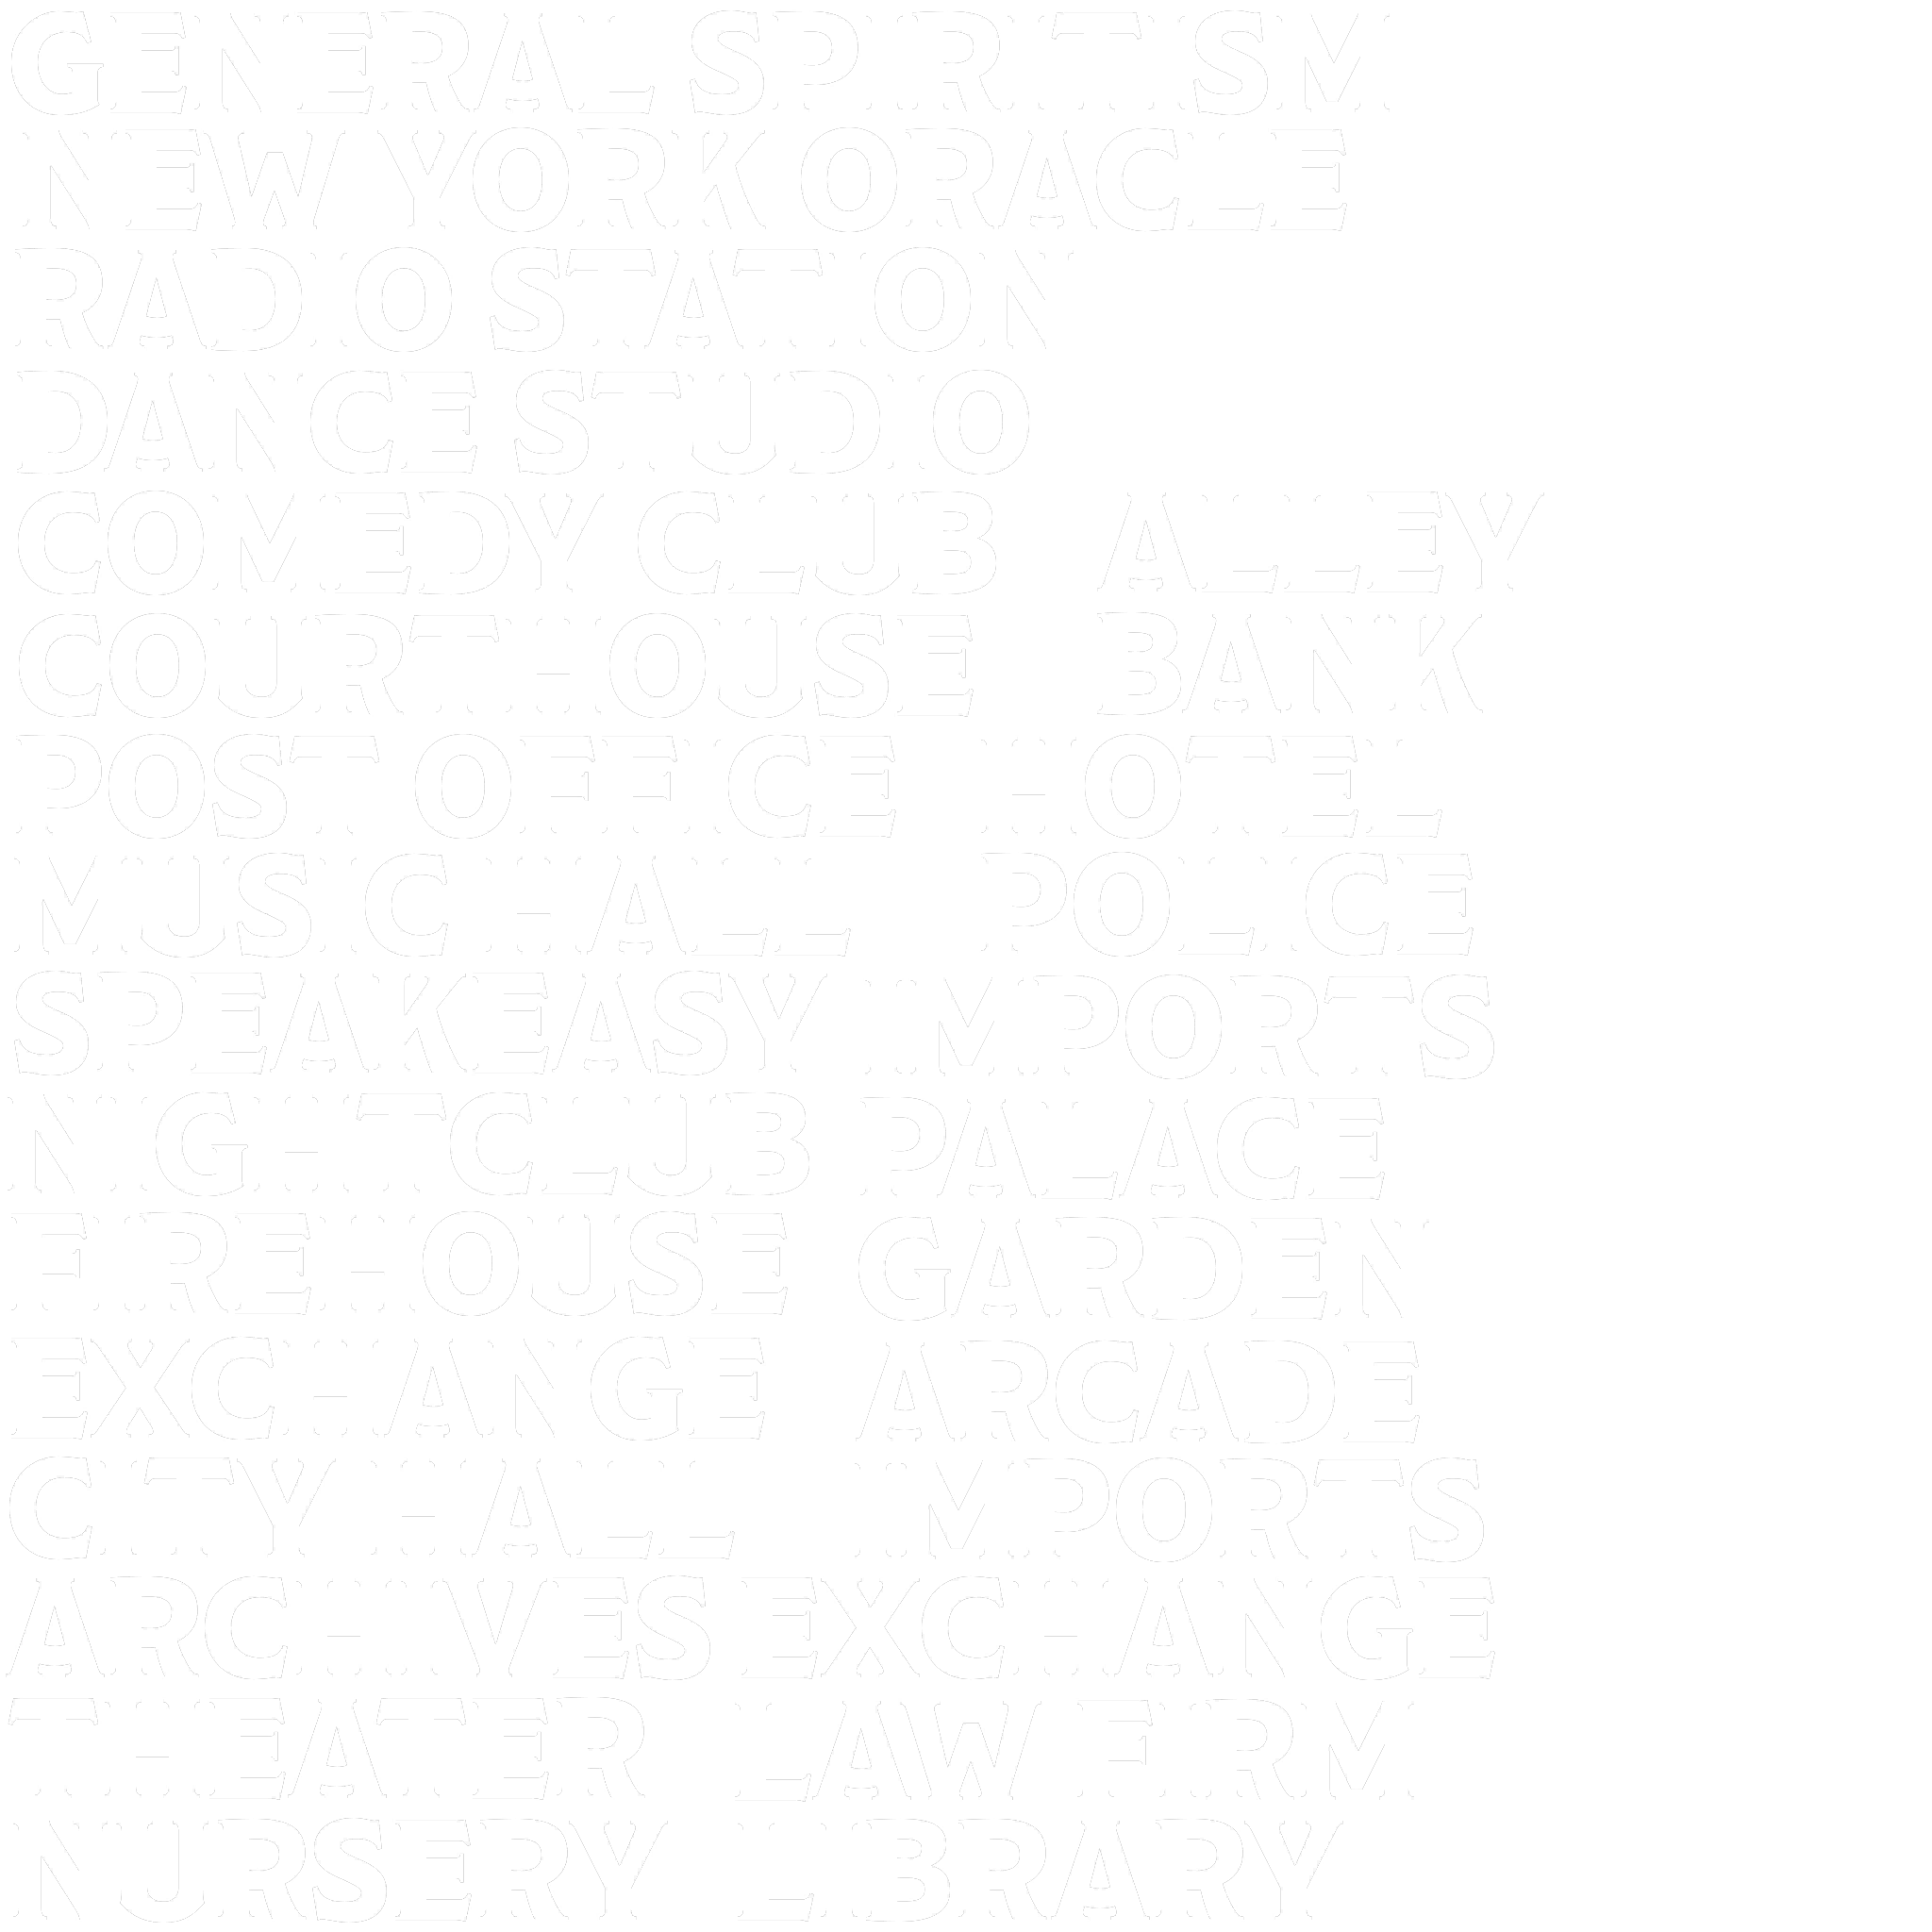 GENERAL SPIRITISM
NEW YORK ORACLE
RADIO STATION
DANCE STUDIO
COMEDY CLUB ALLEY
COURTHOUSE BANK
POST OFFICE HOTEL
MUSIC HALL POLICE
SPEAKEASY IMPORTS
NIGHTCLUB PALACE
FIREHOUSE GARDEN
EXCHANGE ARCADE
CITY HALL IMPORTS
ARCHIVES EXCHANGE
THEATER LAW FIRM
NURSERY LIBRARY